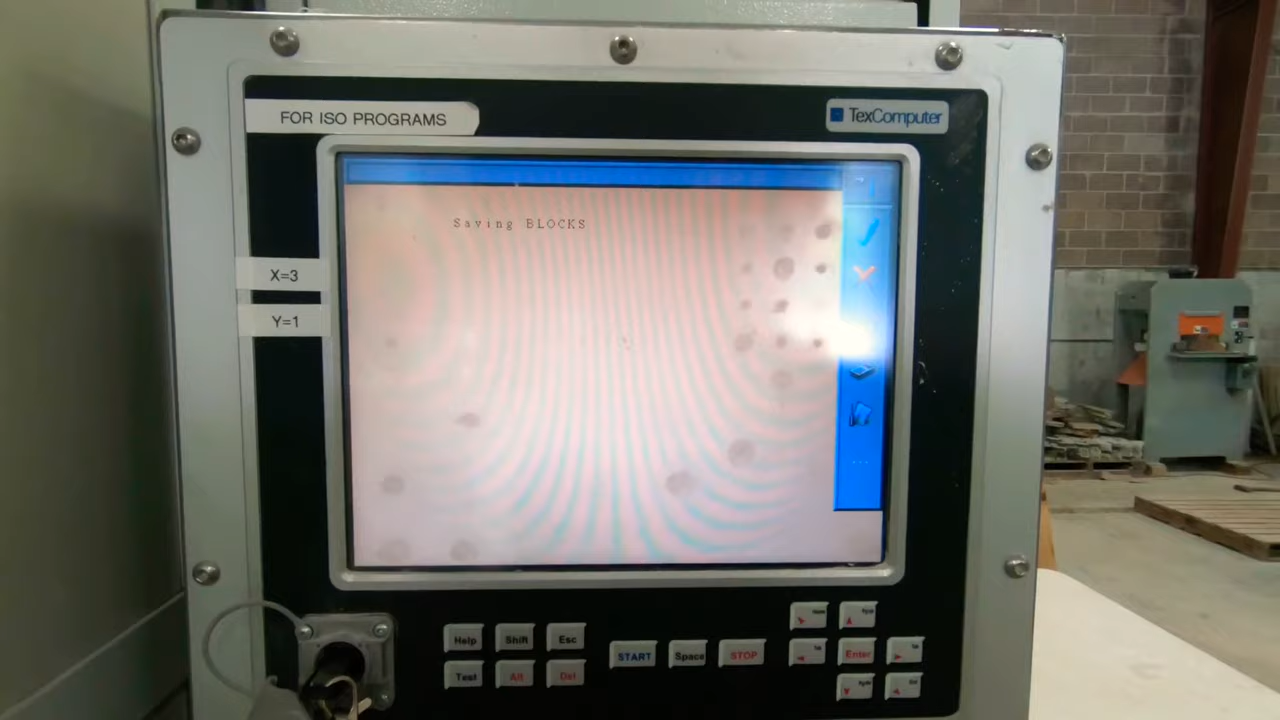 FOR ISO PROGRAMS
TexComputer
Saving BLOCKS
X=3
Y=1
Help Shift Esc
START Space STOP
Enter
Test Alt Del